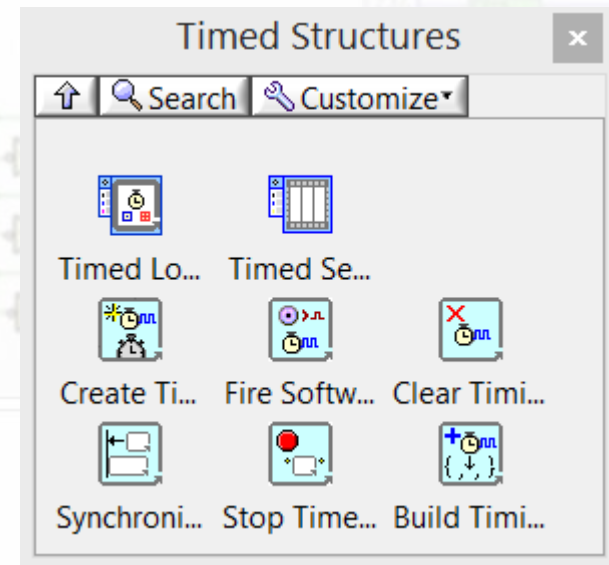 Timed Structures
Search Customize
Timed Lo... Timed Se...
Create Ti... Fire Softw... Clear Timi...
Synchroni... Stop Time... Build Timi...